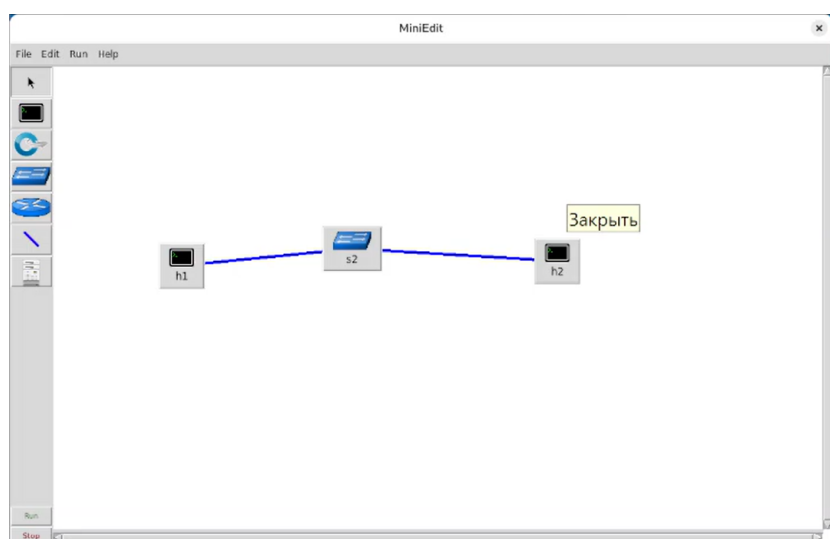 MiniEdit
File Edit Run Help
Закрыть
s2
h1
h2
Run
Stop